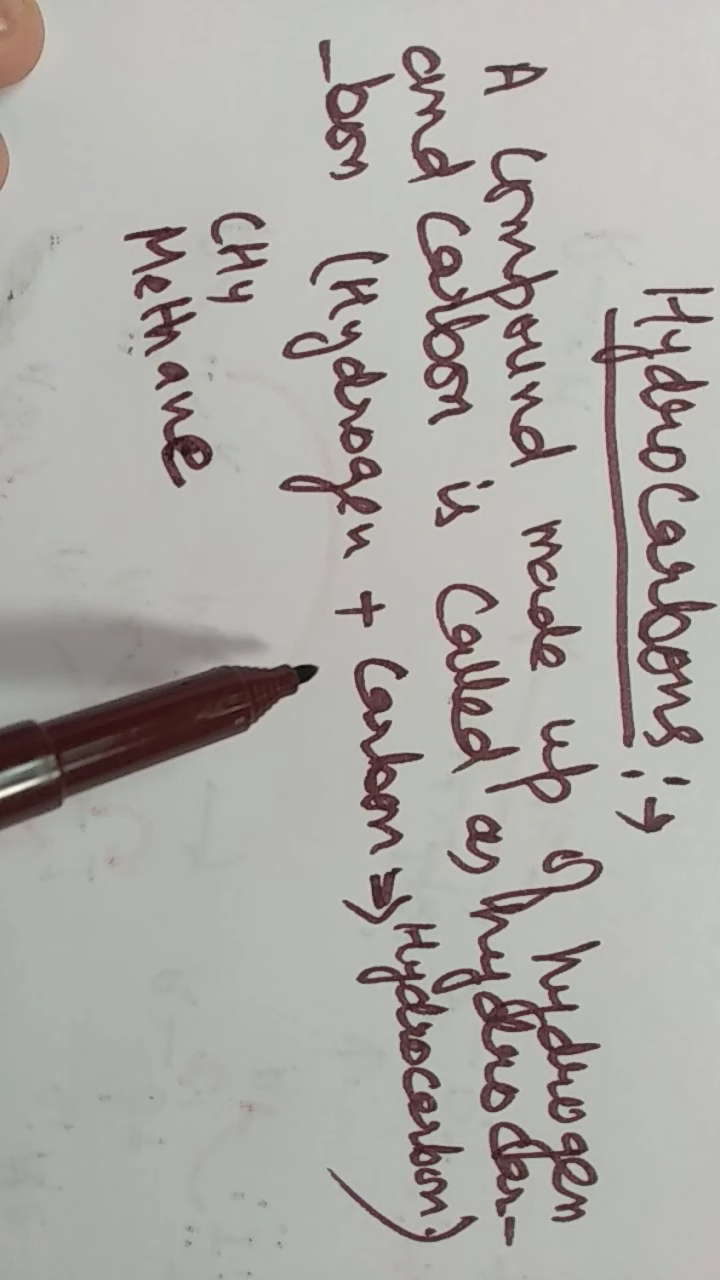 Hydrocarbons :→
A Compound made up of hydrogen
and Carbon is Called as hydrocar-
-bon (Hydrogen + Carbon ⇒ Hydrocarbon)
CH4
Methane